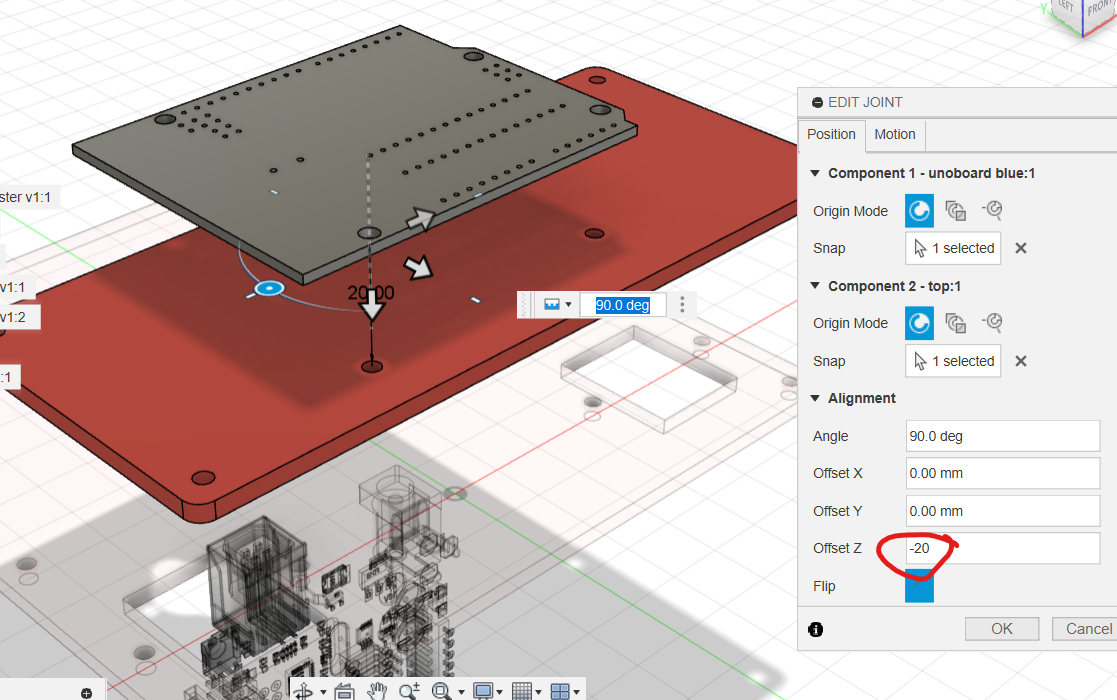 LEFT
FRONT
Y
EDIT JOINT
Position Motion
Component 1 - unoboard blue:1
Origin Mode
Snap 1 selected
Component 2 - top:1
Origin Mode
Snap 1 selected
Alignment
Angle 90.0 deg
Offset X 0.00 mm
Offset Y 0.00 mm
Offset Z -20
Flip
OK Cancel
ster v1:1
v1:1
v1:2
:1
20.00
90.0 deg